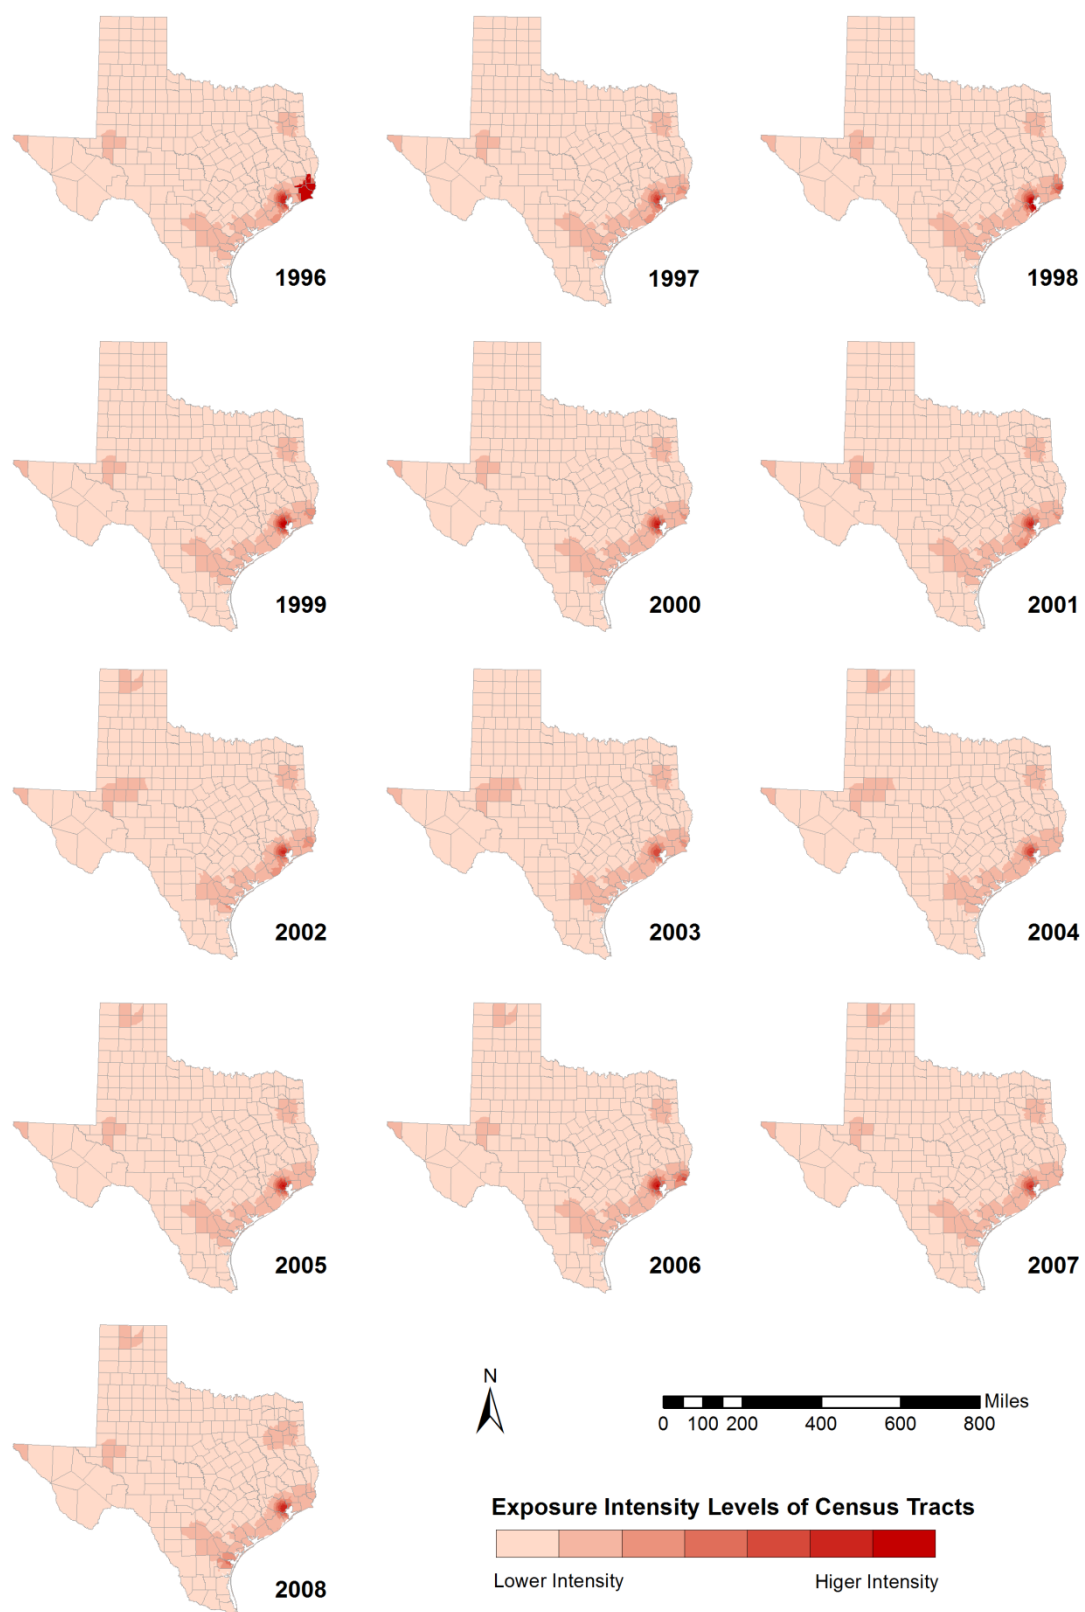 1996
1997
1998
1999
2000
2001
2002
2003
2004
2005
2006
2007
2008
N
Miles
0 100 200 400 600 800
Exposure Intensity Levels of Census Tracts
Lower Intensity Higer Intensity